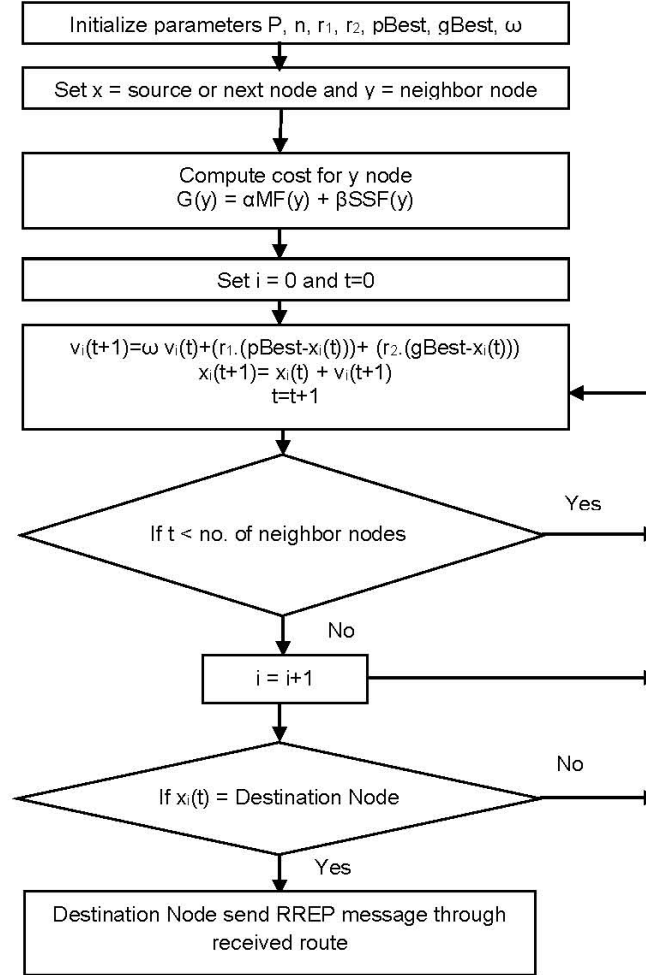 Initialize parameters P, n, r₁, r₂, pBest, gBest, ω
Set x = source or next node and y = neighbor node
Compute cost for y node
G(y) = αMF(y) + βSSF(y)
Set i = 0 and t=0
vᵢ(t+1)=ω vᵢ(t)+(r₁.(pBest-xᵢ(t)))+ (r₂.(gBest-xᵢ(t)))
xᵢ(t+1)= xᵢ(t) + vᵢ(t+1)
t=t+1
If t < no. of neighbor nodes
Yes
No
i = i+1
If xᵢ(t) = Destination Node
No
Yes
Destination Node send RREP message through
received route